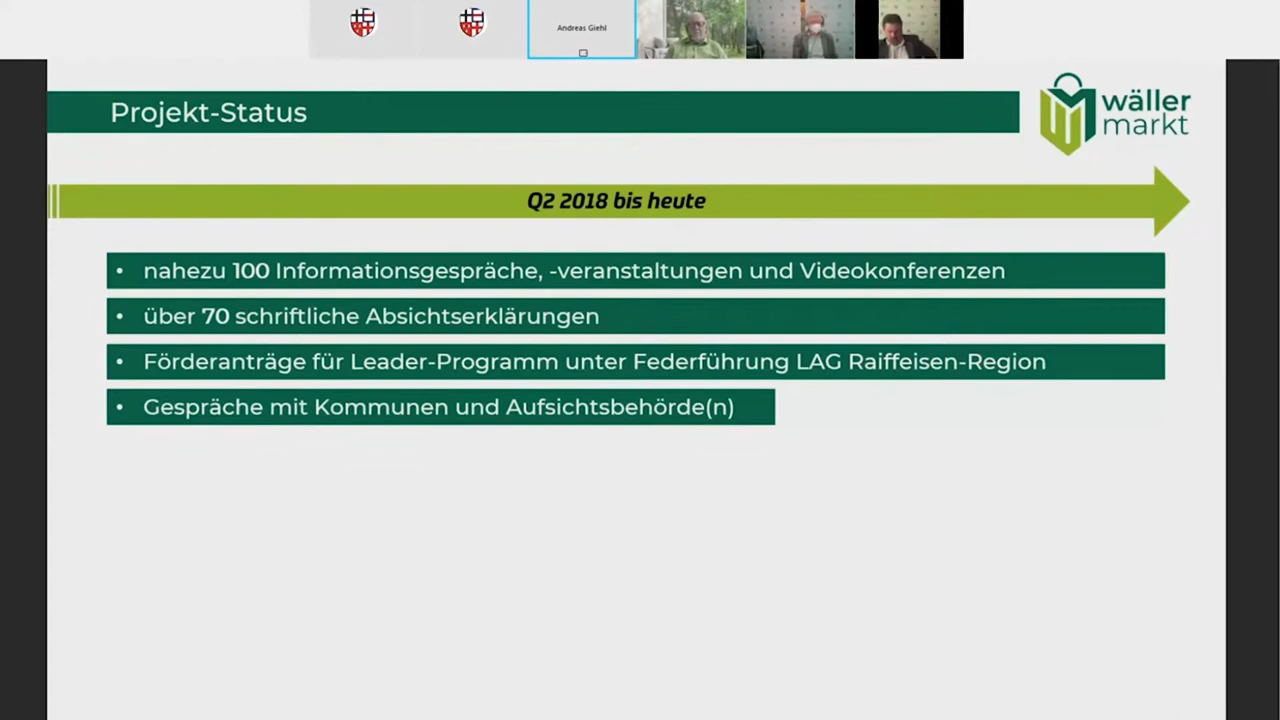 Andreas Giehl
Projekt-Status
wäller
markt
Q2 2018 bis heute
• nahezu 100 Informationsgespräche, -veranstaltungen und Videokonferenzen
• über 70 schriftliche Absichtserklärungen
• Förderanträge für Leader-Programm unter Federführung LAG Raiffeisen-Region
• Gespräche mit Kommunen und Aufsichtsbehörde(n)